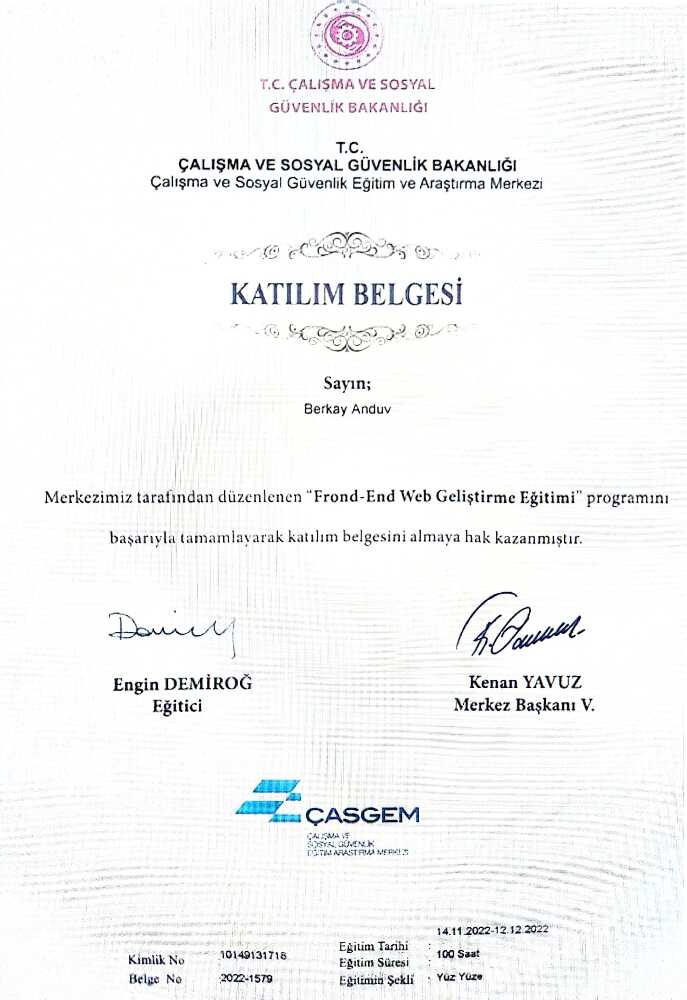 T.C. ÇALIŞMA VE SOSYAL
GÜVENLİK BAKANLIĞI
T.C.
ÇALIŞMA VE SOSYAL GÜVENLİK BAKANLIĞI
Çalışma ve Sosyal Güvenlik Eğitim ve Araştırma Merkezi
KATILIM BELGESİ
Sayın;
Berkay Anduv
Merkezimiz tarafından düzenlenen "Frond-End Web Geliştirme Eğitimi" programını
başarıyla tamamlayarak katılım belgesini almaya hak kazanmıştır.
Engin DEMİROĞ
Eğitici
Kenan YAVUZ
Merkez Başkanı V.
ÇASGEM
ÇALIŞMA VE
SOSYAL GÜVENLİK
EĞİTİM ARAŞTIRMA MERKEZİ
Kimlik No 10149131718
Belge No 2022-1579
Eğitim Tarihi : 14.11.2022-12.12.2022
Eğitim Süresi : 100 Saat
Eğitimin Şekli : Yüz Yüze